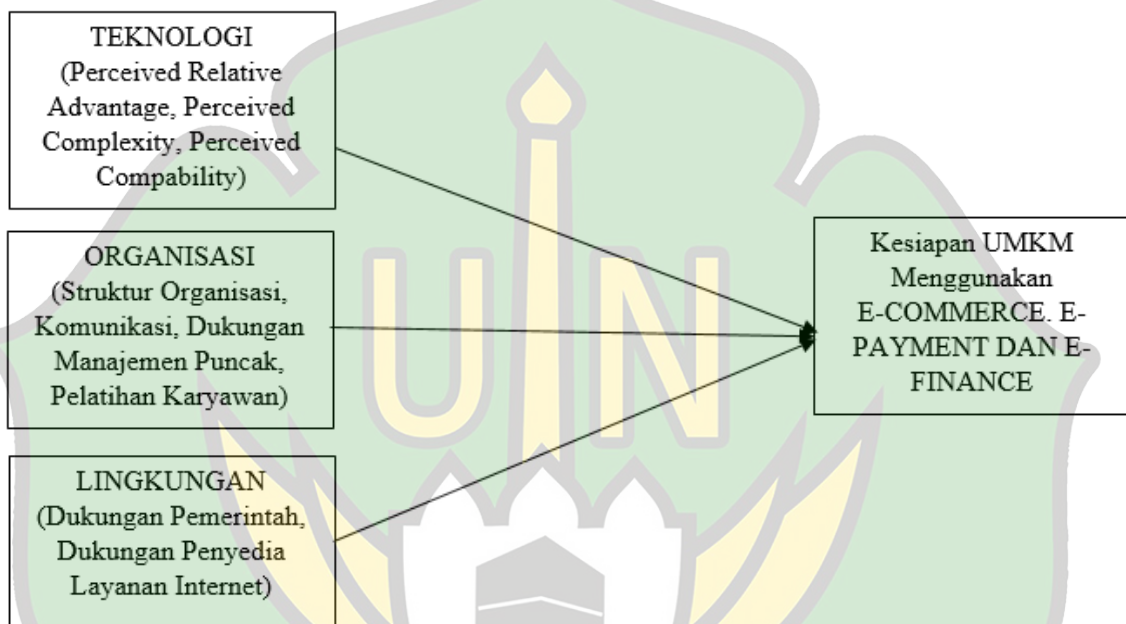 TEKNOLOGI
(Perceived Relative
Advantage, Perceived
Complexity, Perceived
Compability)
ORGANISASI
(Struktur Organisasi,
Komunikasi, Dukungan
Manajemen Puncak,
Pelatihan Karyawan)
LINGKUNGAN
(Dukungan Pemerintah,
Dukungan Penyedia
Layanan Internet)
Kesiapan UMKM
Menggunakan
E-COMMERCE. E-
PAYMENT DAN E-
FINANCE
UIN